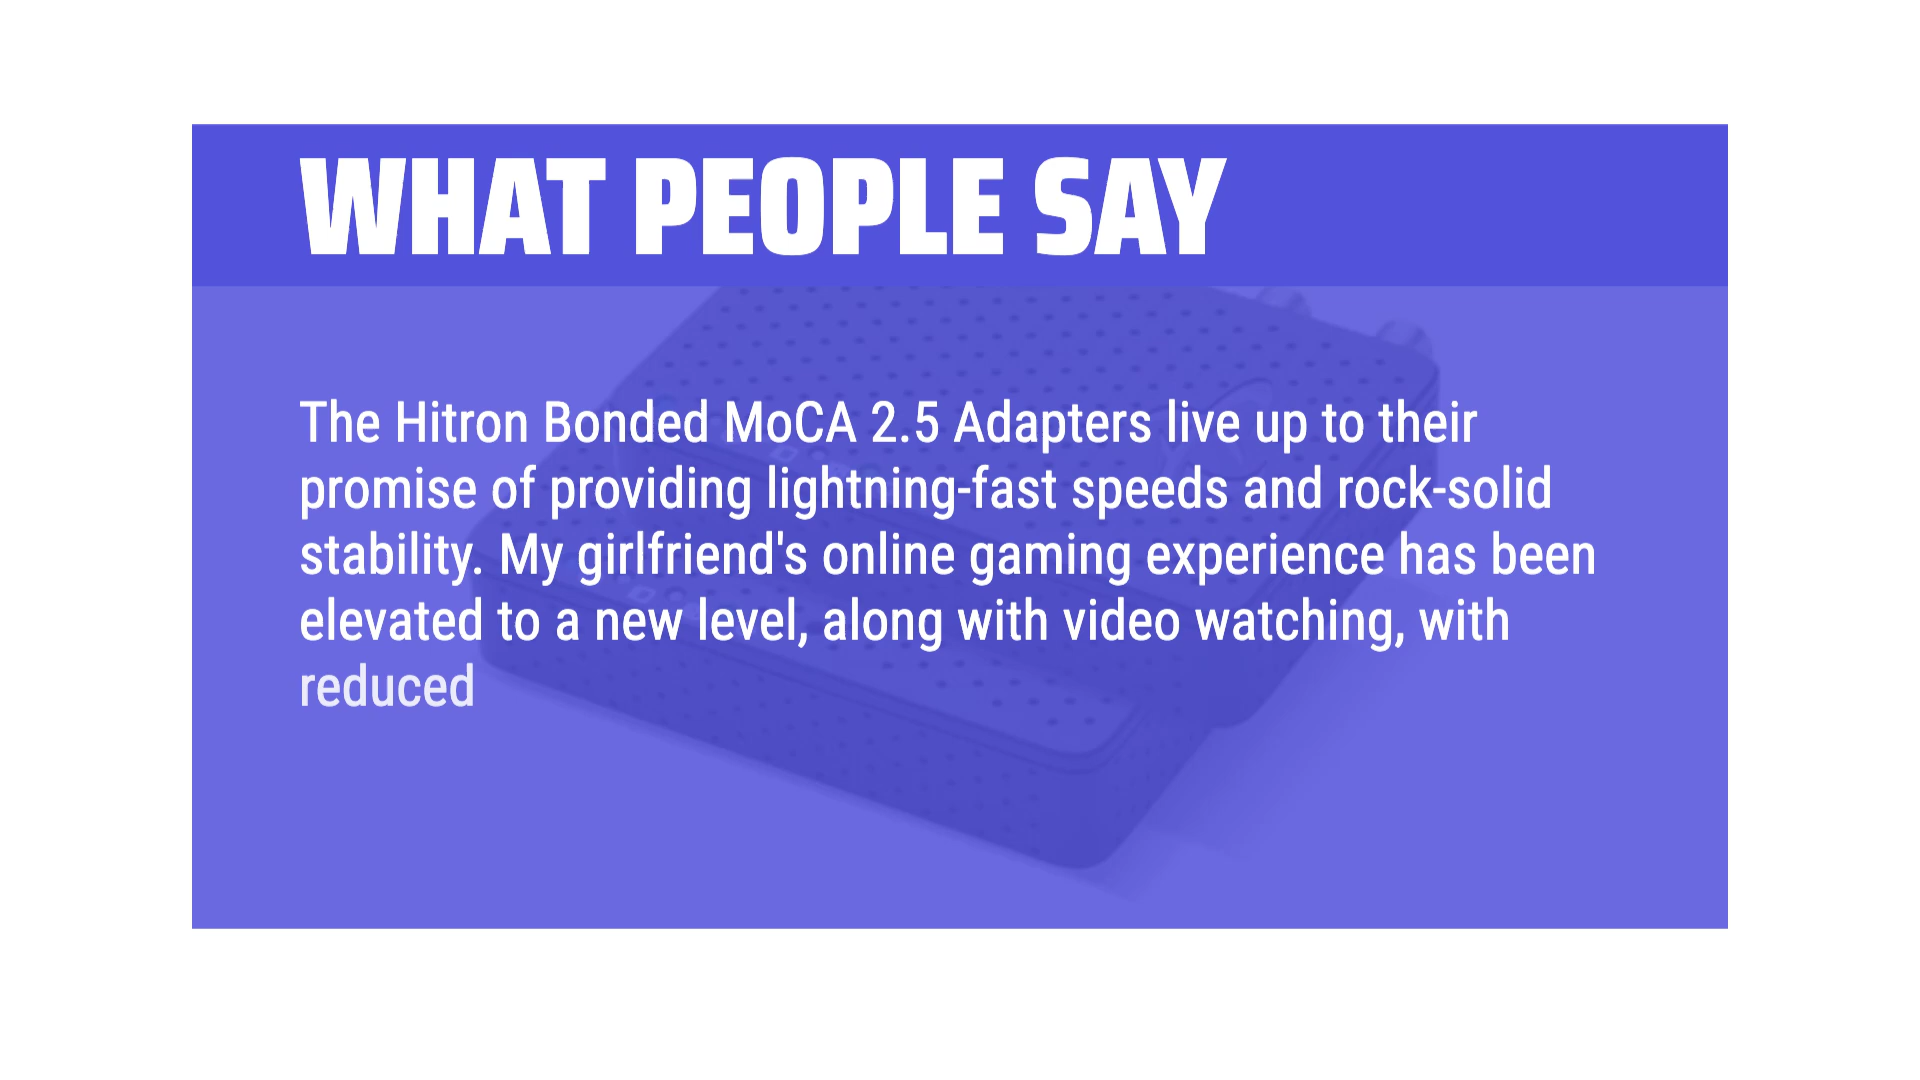 WHAT PEOPLE SAY
The Hitron Bonded MoCA 2.5 Adapters live up to their
promise of providing lightning-fast speeds and rock-solid
stability. My girlfriend's online gaming experience has been
elevated to a new level, along with video watching, with
reduced